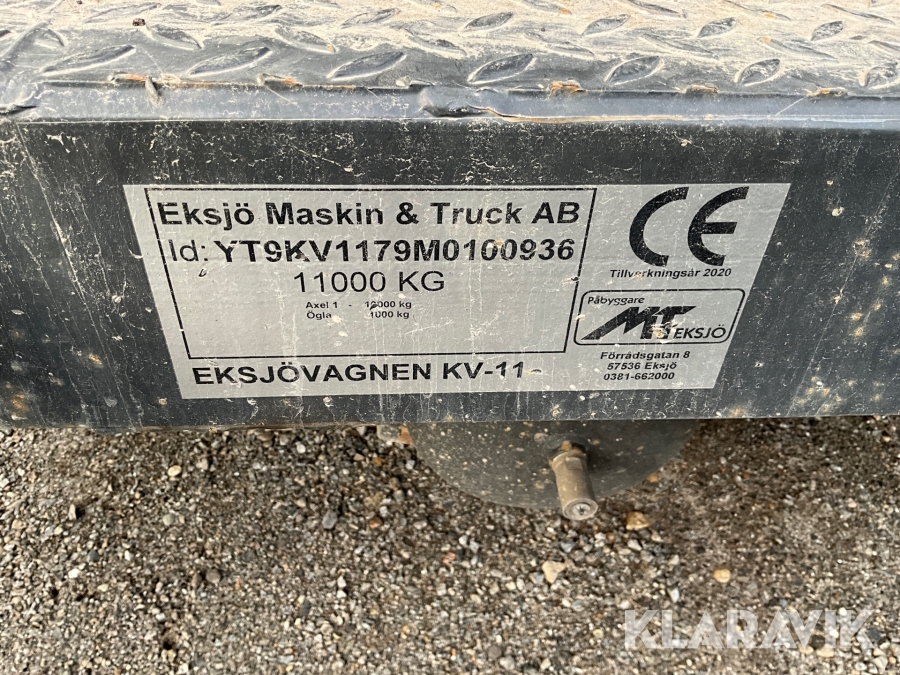 Eksjö Maskin & Truck AB
Id: YT9KV1179M0100936
11000 KG
Axel 1 - 12000 kg
Ögla 1000 kg
EKSJÖVAGNEN KV-11
CE
Tillverkningsår 2020
Påbyggare
MT EKSJÖ
Förrådsgatan 8
57536 Eksjö
0381-662000
KLARAVIK